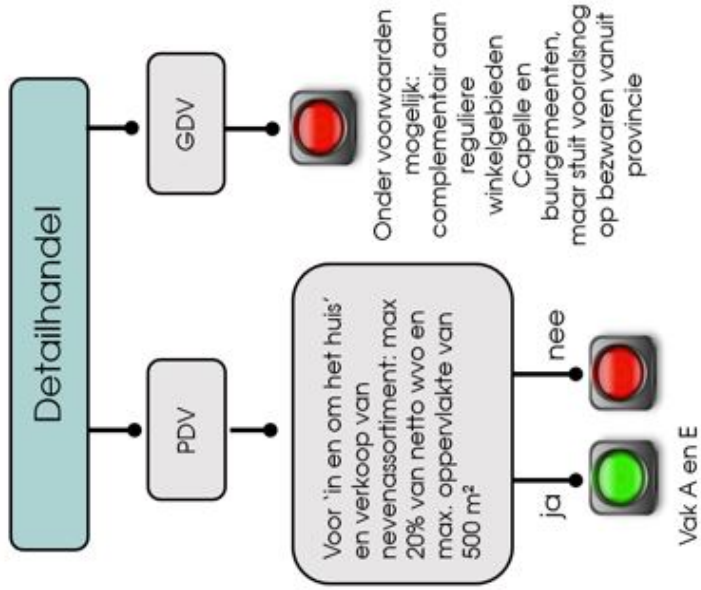 Detailhandel
PDV
GDV
Voor 'in en om het huis'
en verkoop van
nevenassortiment: max
20% van netto wvo en
max. oppervlakte van
500 m²
ja
nee
Vak A en E
Onder voorwaarden
mogelijk:
complementair aan
reguliere
winkelgebieden
Capelle en
buurgemeenten,
maar stuit vooralsnog
op bezwaren vanuit
provincie